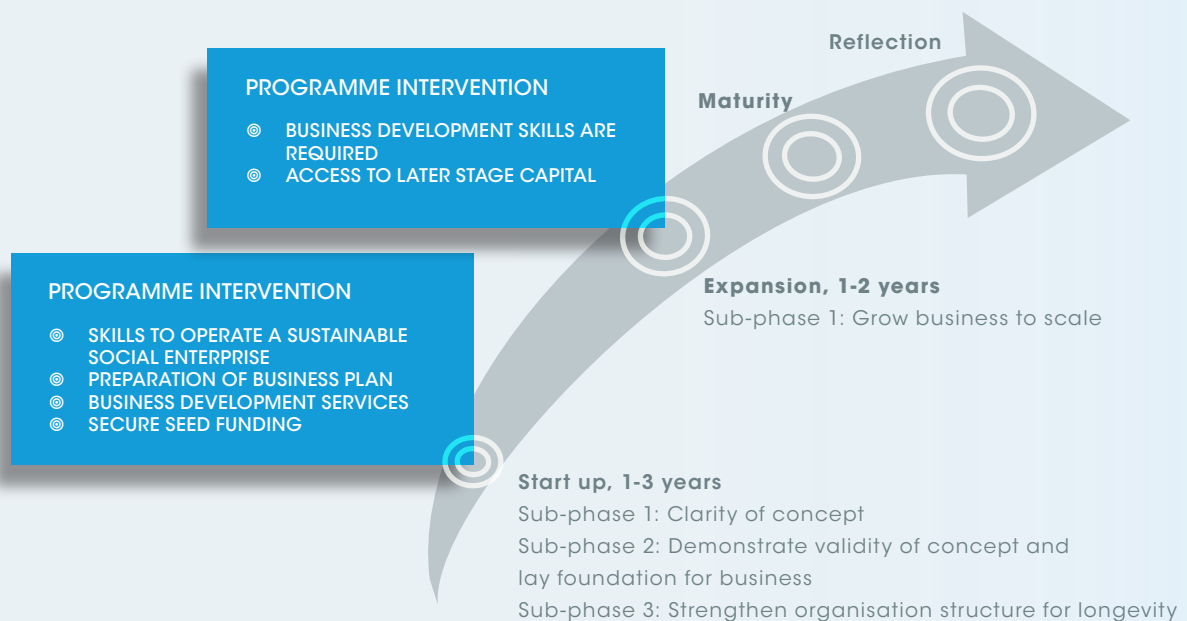 Reflection
Maturity
PROGRAMME INTERVENTION
BUSINESS DEVELOPMENT SKILLS ARE
REQUIRED
ACCESS TO LATER STAGE CAPITAL
Expansion, 1-2 years
Sub-phase 1: Grow business to scale
PROGRAMME INTERVENTION
SKILLS TO OPERATE A SUSTAINABLE
SOCIAL ENTERPRISE
PREPARATION OF BUSINESS PLAN
BUSINESS DEVELOPMENT SERVICES
SECURE SEED FUNDING
Start up, 1-3 years
Sub-phase 1: Clarity of concept
Sub-phase 2: Demonstrate validity of concept and
lay foundation for business
Sub-phase 3: Strengthen organisation structure for longevity